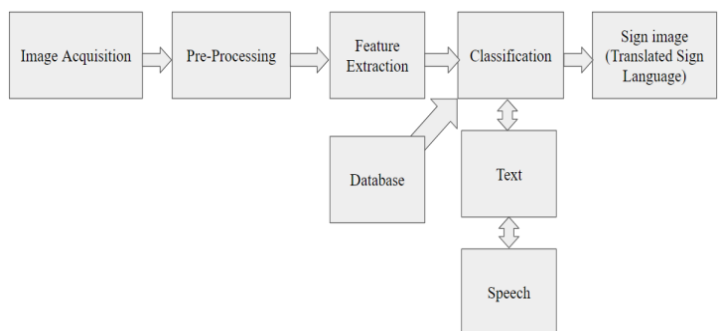 Image Acquisition
Pre-Processing
Feature
Extraction
Classification
Sign image
(Translated Sign
Language)
Database
Text
Speech